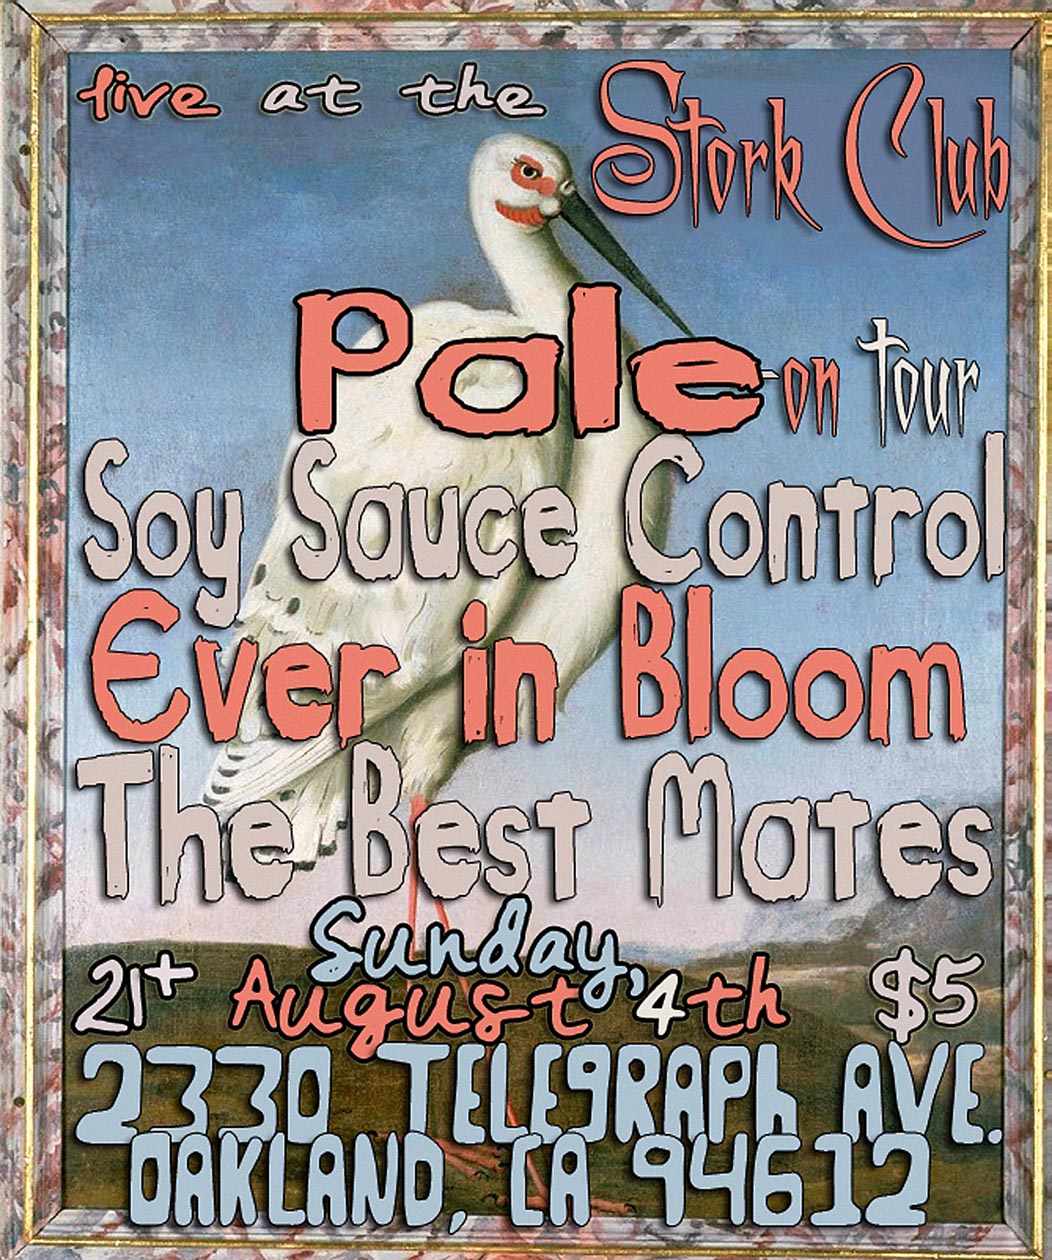 live at the Stork Club
Pale -on tour
Soy Sauce Control
Ever in Bloom
The Best Mates
Sunday,
21+ August 4th $5
2330 TELEGRAPH AVE.
OAKLAND, CA 94612